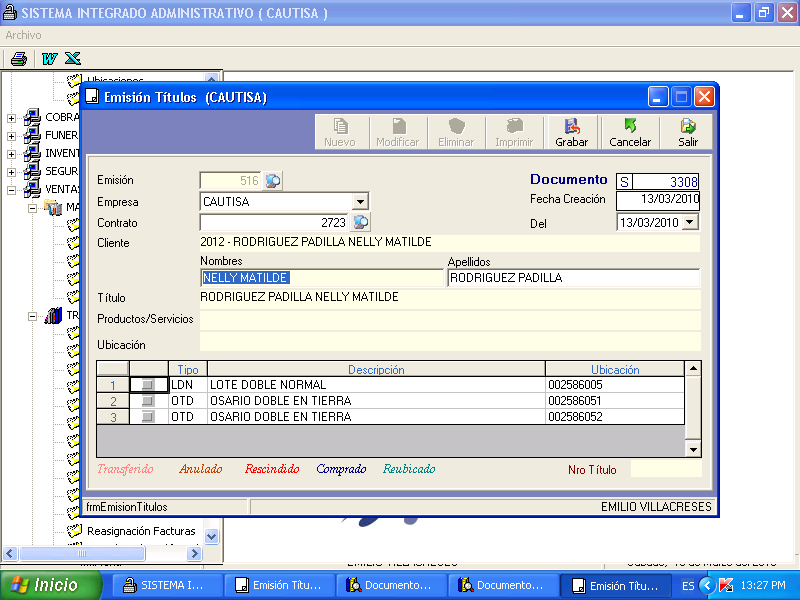 SISTEMA INTEGRADO ADMINISTRATIVO ( CAUTISA )
Archivo
Ubicaciones
COBRA
FUNER
INVENT
SEGUR
VENTAS
MA
TR
Reasignación Facturas
Emisión Títulos (CAUTISA)
Nuevo Modificar Eliminar Imprimir Grabar Cancelar Salir
Emisión 516
Documento S 3308
Empresa CAUTISA
Fecha Creación 13/03/2010
Contrato 2723
Del 13/03/2010
Cliente 2012 - RODRIGUEZ PADILLA NELLY MATILDE
Nombres Apellidos
NELLY MATILDE RODRIGUEZ PADILLA
Título RODRIGUEZ PADILLA NELLY MATILDE
Productos/Servicios
Ubicación
Tipo Descripción Ubicación
1 LDN LOTE DOBLE NORMAL 002586005
2 OTD OSARIO DOBLE EN TIERRA 002586051
3 OTD OSARIO DOBLE EN TIERRA 002586052
Transferido Anulado Rescindido Comprado Reubicado Nro Título
frmEmisionTitulos EMILIO VILLACRESES
Inicio SISTEMA I... Emisión Títu... Documento... Documento... Emisión Títu... ES 13:27 PM